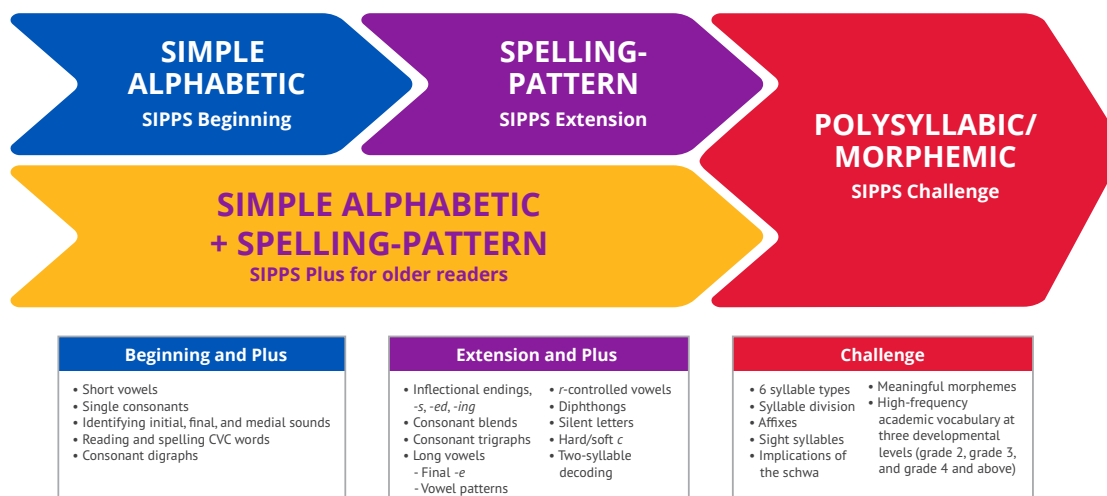 SIMPLE
ALPHABETIC
SIPPS Beginning
SPELLING-
PATTERN
SIPPS Extension
POLYSYLLABIC/
MORPHEMIC
SIPPS Challenge
SIMPLE ALPHABETIC
+ SPELLING-PATTERN
SIPPS Plus for older readers
Beginning and Plus
• Short vowels
• Single consonants
• Identifying initial, final, and medial sounds
• Reading and spelling CVC words
• Consonant digraphs
Extension and Plus
• Inflectional endings,
-s, -ed, -ing
• Consonant blends
• Consonant trigraphs
• Long vowels
- Final -e
- Vowel patterns
• r-controlled vowels
• Diphthongs
• Silent letters
• Hard/soft c
• Two-syllable
decoding
Challenge
• 6 syllable types
• Syllable division
• Affixes
• Sight syllables
• Implications of
the schwa
• Meaningful morphemes
• High-frequency
academic vocabulary at
three developmental
levels (grade 2, grade 3,
and grade 4 and above)